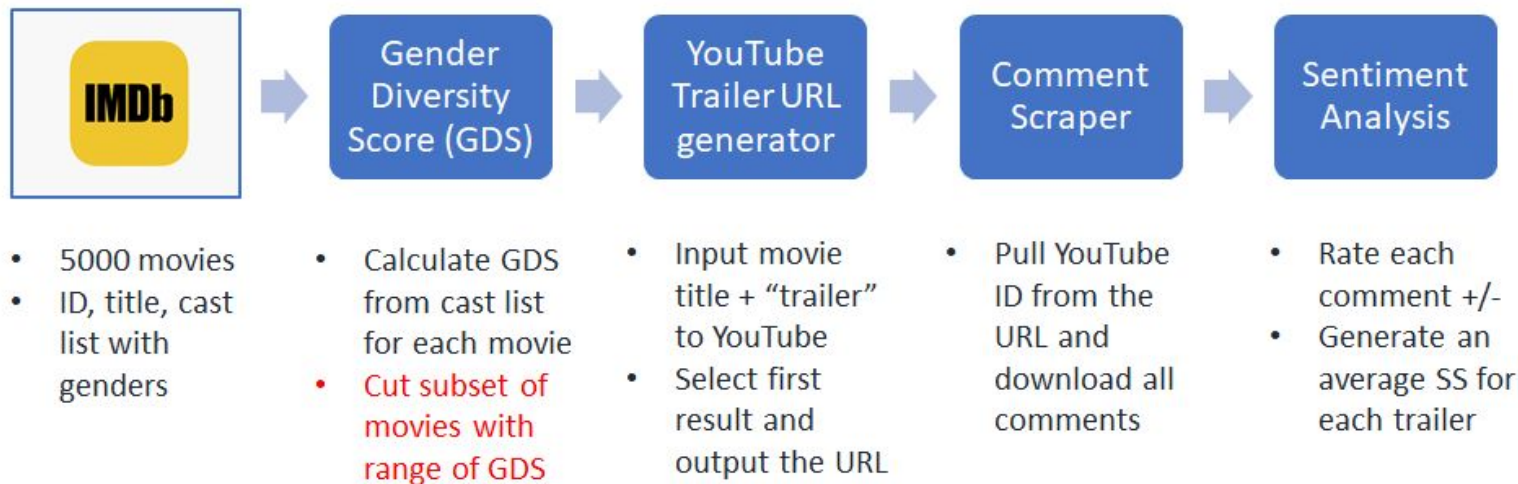 IMDb
Gender
Diversity
Score (GDS)
YouTube
Trailer URL
generator
Comment
Scraper
Sentiment
Analysis
• 5000 movies
• ID, title, cast
list with
genders
• Calculate GDS
from cast list
for each movie
• Cut subset of
movies with
range of GDS
• Input movie
title + “trailer”
to YouTube
• Select first
result and
output the URL
• Pull YouTube
ID from the
URL and
download all
comments
• Rate each
comment +/-
• Generate an
average SS for
each trailer